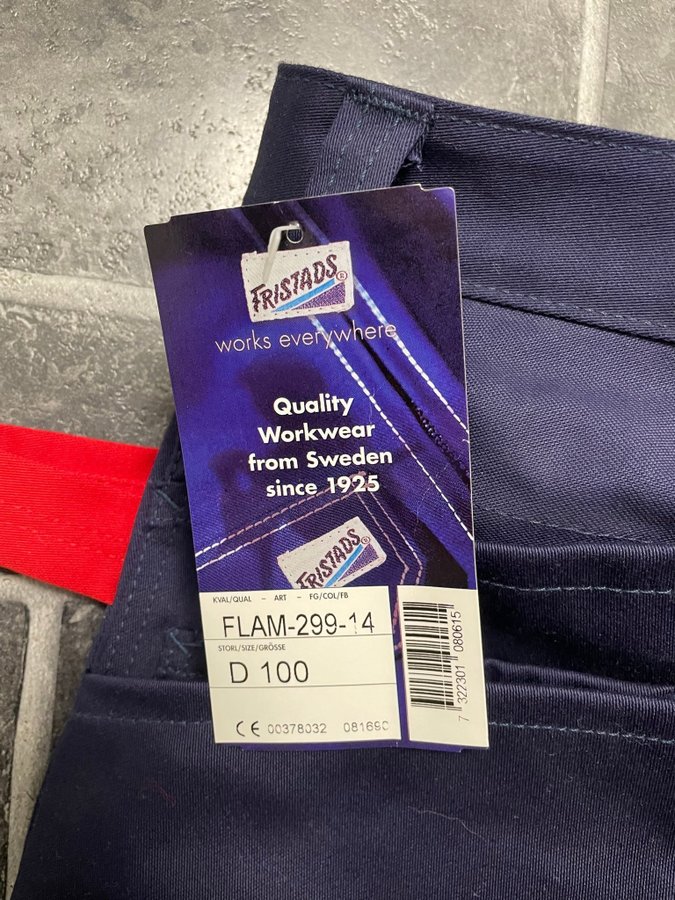 FRISTADS®
works everywhere
Quality
Workwear
from Sweden
since 1925
FRISTADS
KVAL/QUAL – ART – FG/COL/FB
FLAM-299-14
STORL/SIZE/GRÖSSE
D 100
CE 00378032 081690
7 322301 080615